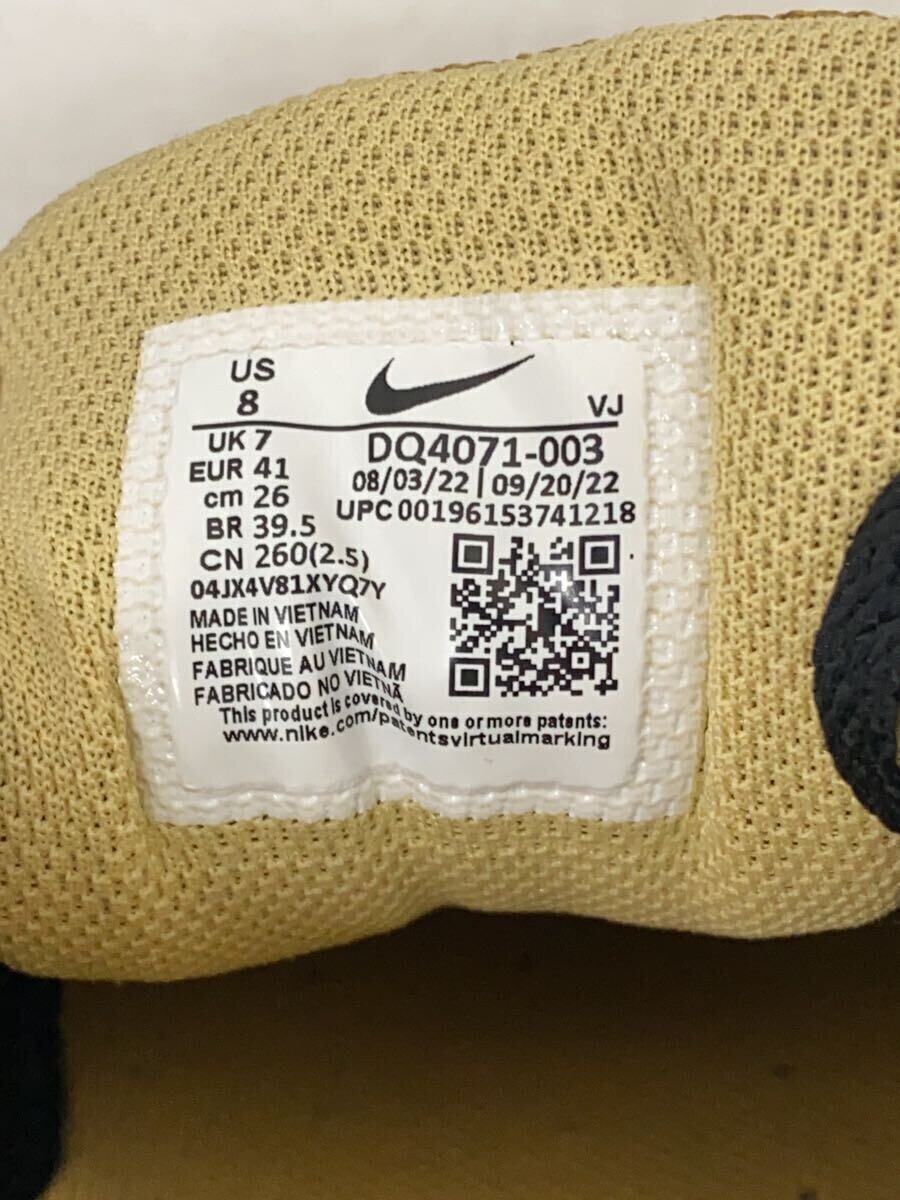 US
8
VJ
UK 7
EUR 41
cm 26
BR 39.5
CN 260(2.5)
DQ4071-003
08/03/22 | 09/20/22
UPC 00196153741218
04JX4V81XYQ7Y
MADE IN VIETNAM
HECHO EN VIETNAM
FABRIQUE AU VIETNAM
FABRICADO NO VIETNÃ
This product is covered by one or more patents:
www.nike.com/patentsvirtualmarking